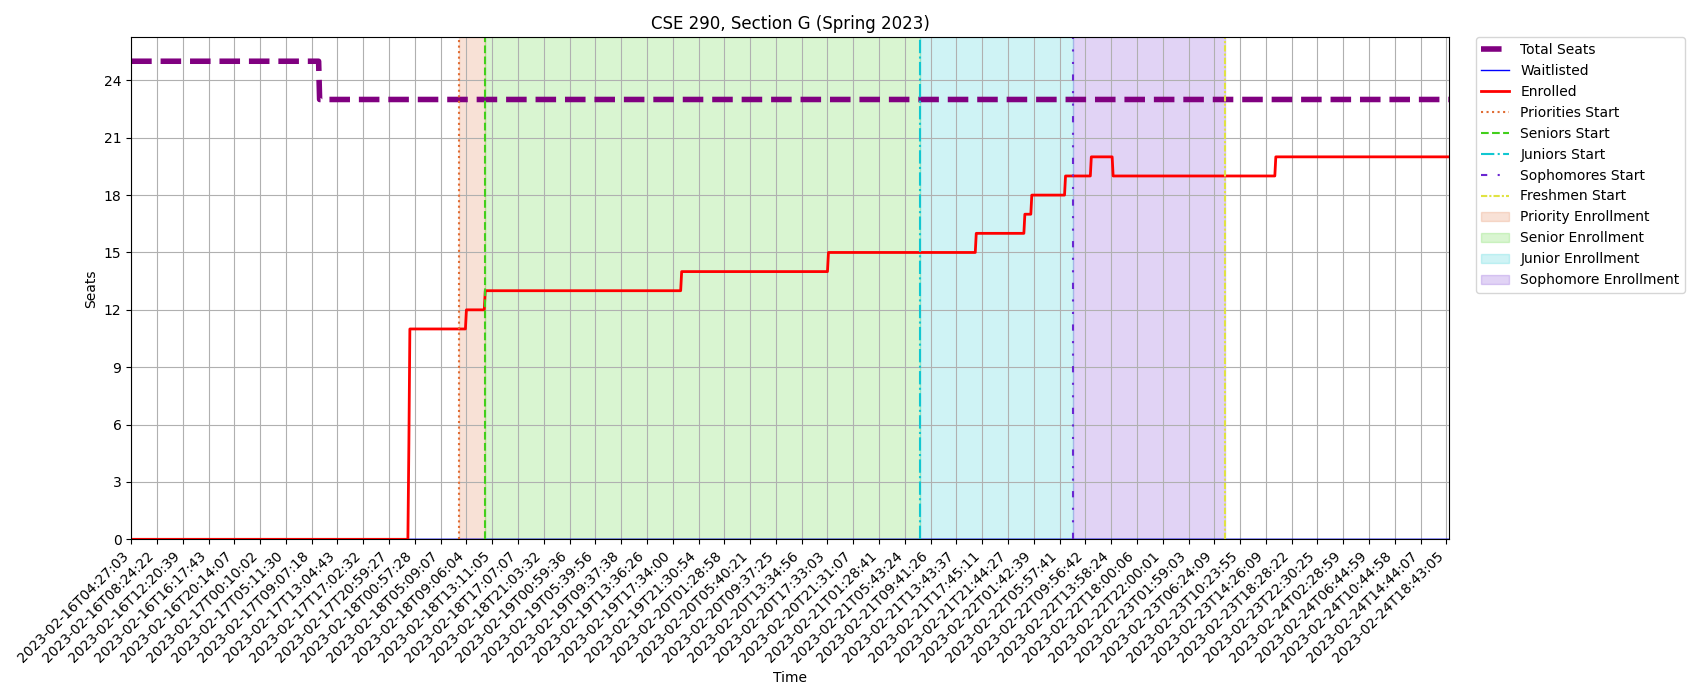 CSE 290, Section G (Spring 2023)
Total Seats
Waitlisted
Enrolled
Priorities Start
Seniors Start
Juniors Start
Sophomores Start
Freshmen Start
Priority Enrollment
Senior Enrollment
Junior Enrollment
Sophomore Enrollment
Seats
24
21
18
15
12
9
6
3
0
2023-02-16T04:27:03
2023-02-16T08:24:22
2023-02-16T12:20:39
2023-02-16T16:17:43
2023-02-16T20:14:07
2023-02-17T00:10:02
2023-02-17T05:11:30
2023-02-17T09:07:18
2023-02-17T13:04:43
2023-02-17T17:02:32
2023-02-17T20:59:27
2023-02-18T00:57:28
2023-02-18T05:09:07
2023-02-18T09:06:04
2023-02-18T13:11:05
2023-02-18T17:07:07
2023-02-18T21:03:32
2023-02-19T00:59:36
2023-02-19T05:39:56
2023-02-19T09:37:38
2023-02-19T13:36:26
2023-02-19T17:34:00
2023-02-19T21:30:54
2023-02-20T01:28:58
2023-02-20T05:40:21
2023-02-20T09:37:25
2023-02-20T13:34:56
2023-02-20T17:33:03
2023-02-20T21:31:07
2023-02-21T01:28:41
2023-02-21T05:43:24
2023-02-21T09:41:26
2023-02-21T13:43:37
2023-02-21T17:45:11
2023-02-21T21:44:27
2023-02-22T01:42:39
2023-02-22T05:57:41
2023-02-22T09:56:42
2023-02-22T13:58:24
2023-02-22T18:00:06
2023-02-22T22:00:01
2023-02-23T01:59:03
2023-02-23T06:24:09
2023-02-23T10:23:55
2023-02-23T14:26:09
2023-02-23T18:28:22
2023-02-23T22:30:25
2023-02-24T02:28:59
2023-02-24T06:44:59
2023-02-24T10:44:58
2023-02-24T14:44:07
2023-02-24T18:43:05
Time